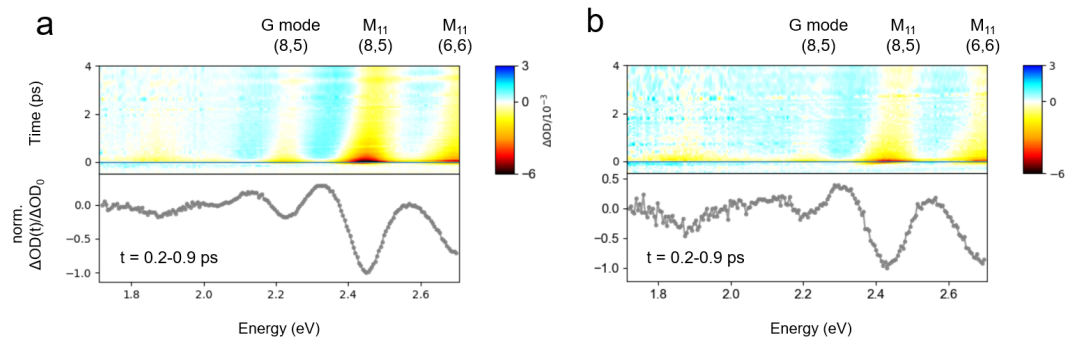 a
G mode
(8,5)
M11
(8,5)
M11
(6,6)
Time (ps)
4
2
0
3
0
−6
ΔOD/10⁻³
norm.
ΔOD(t)/ΔOD₀
0.0
−0.5
−1.0
t = 0.2-0.9 ps
1.8
2.0
2.2
2.4
2.6
Energy (eV)
b
G mode
(8,5)
M₁₁
(8,5)
M₁₁
(6,6)
4
2
0
3
0
−6
0.5
0.0
−0.5
−1.0
t = 0.2-0.9 ps
1.8
2.0
2.2
2.4
2.6
Energy (eV)